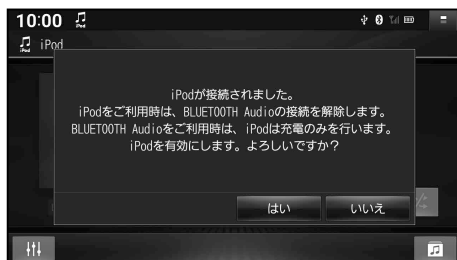 10:00
iPod
iPodが接続されました。
iPodをご利用時は、BLUETOOTH Audioの接続を解除します。
BLUETOOTH Audioをご利用時は、iPodは充電のみを行います。
iPodを有効にします。よろしいですか？
はい いいえ